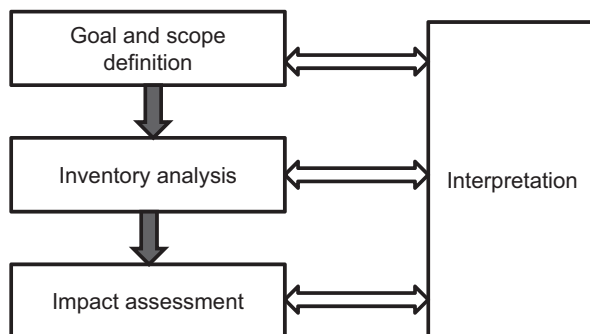 Goal and scope
definition
Inventory analysis
Interpretation
Impact assessment